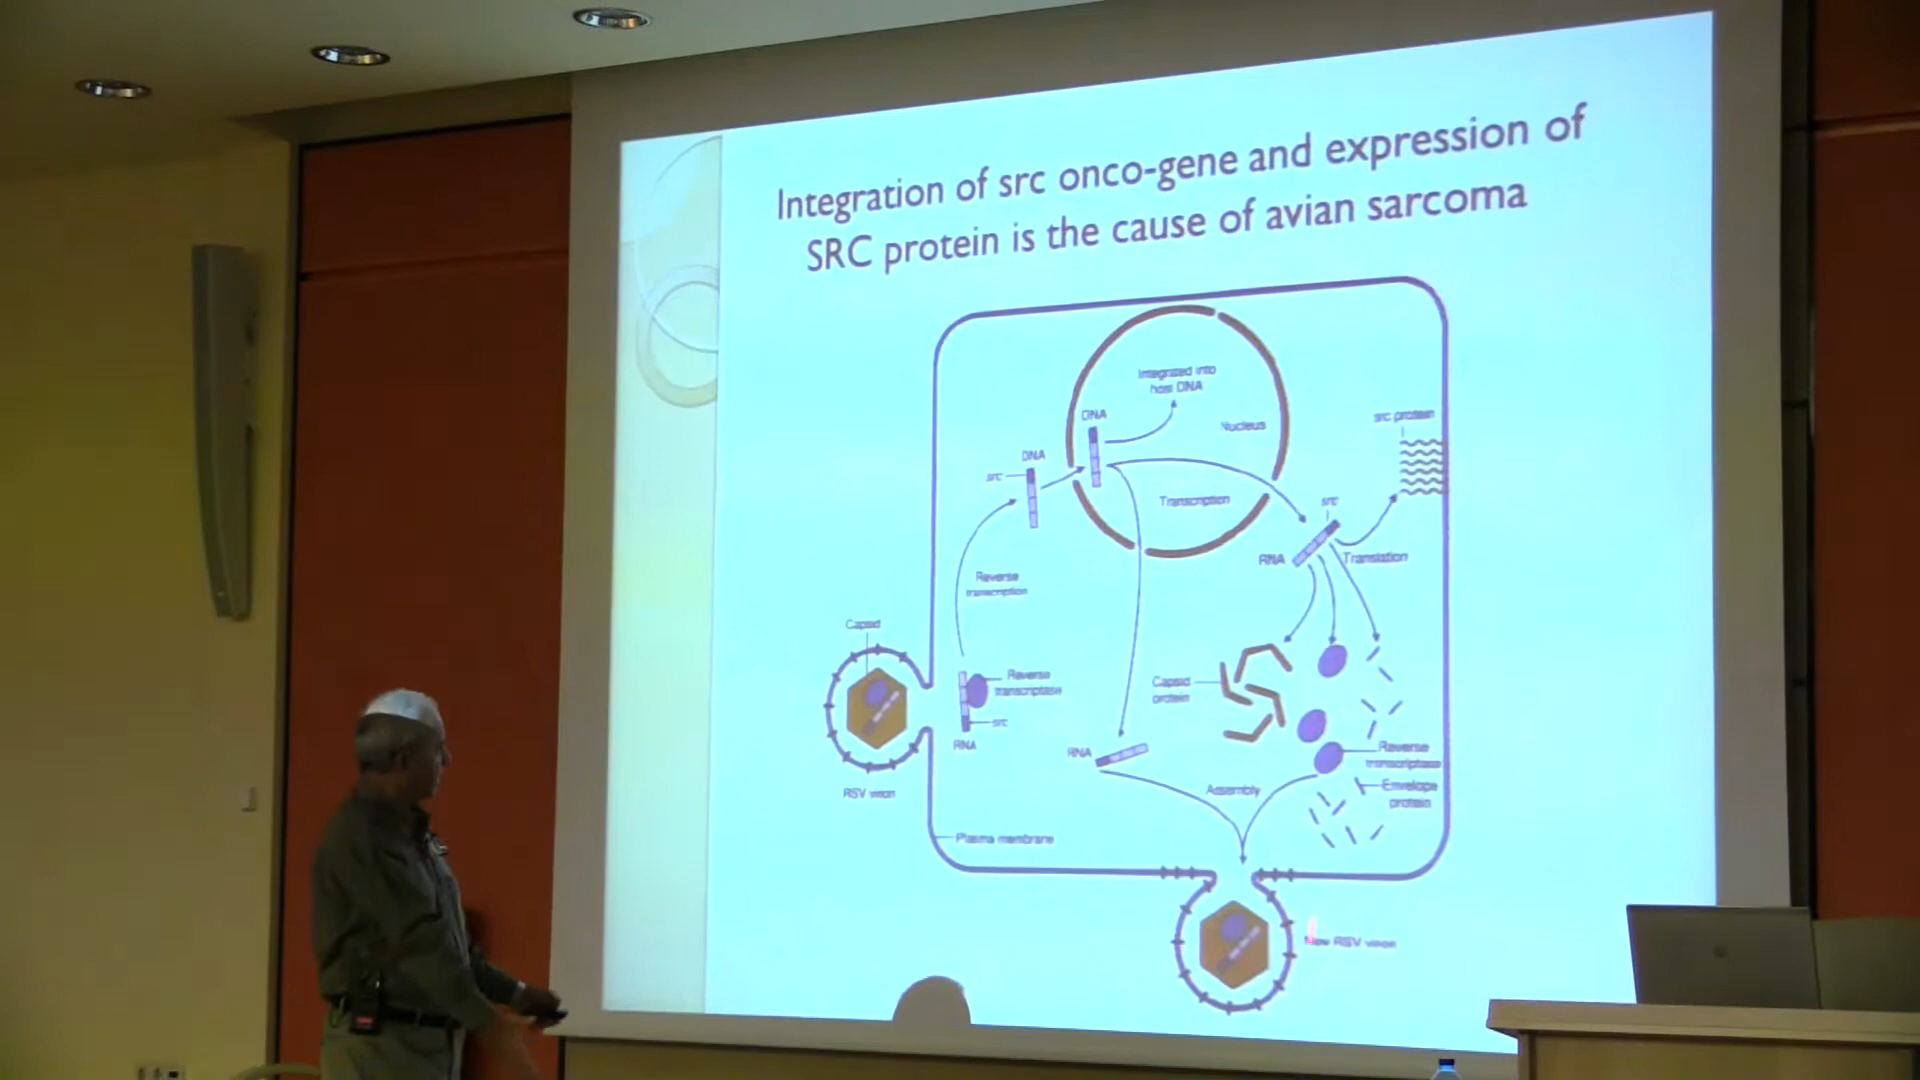 Integration of src onco-gene and expression of
SRC protein is the cause of avian sarcoma
Integrated into
host DNA
DNA
Nucleus
src protein
DNA
src
Transcription
src
RNA
Translation
Reverse
transcription
Capsid
Reverse
transcriptase
src
RNA
Capsid
protein
RNA
Reverse
transcriptase
Assembly
Envelope
protein
RSV virion
Plasma membrane
New RSV virion